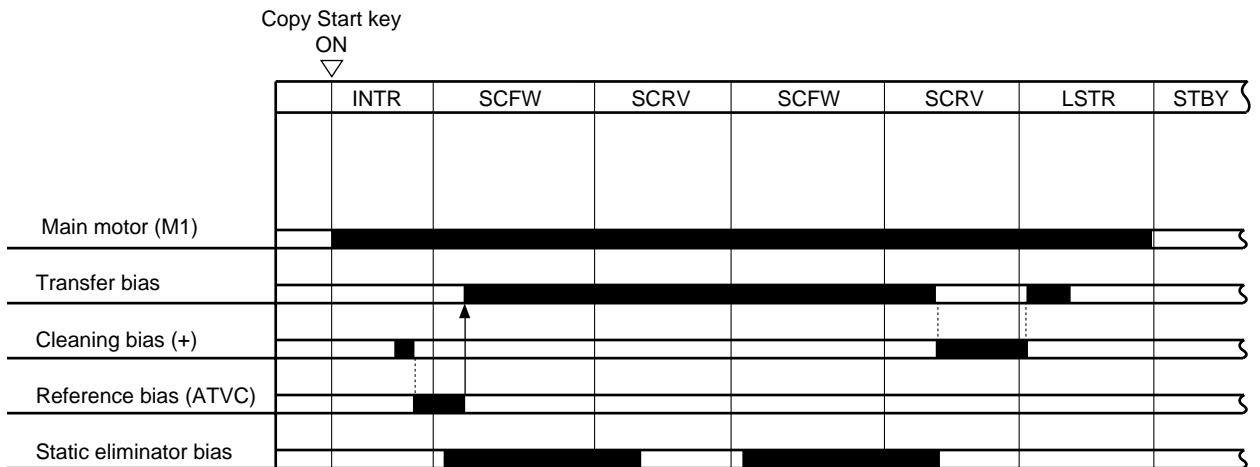 Copy Start key
ON
INTR SCFW SCRV SCFW SCRV LSTR STBY
Main motor (M1)
Transfer bias
Cleaning bias (+)
Reference bias (ATVC)
Static eliminator bias